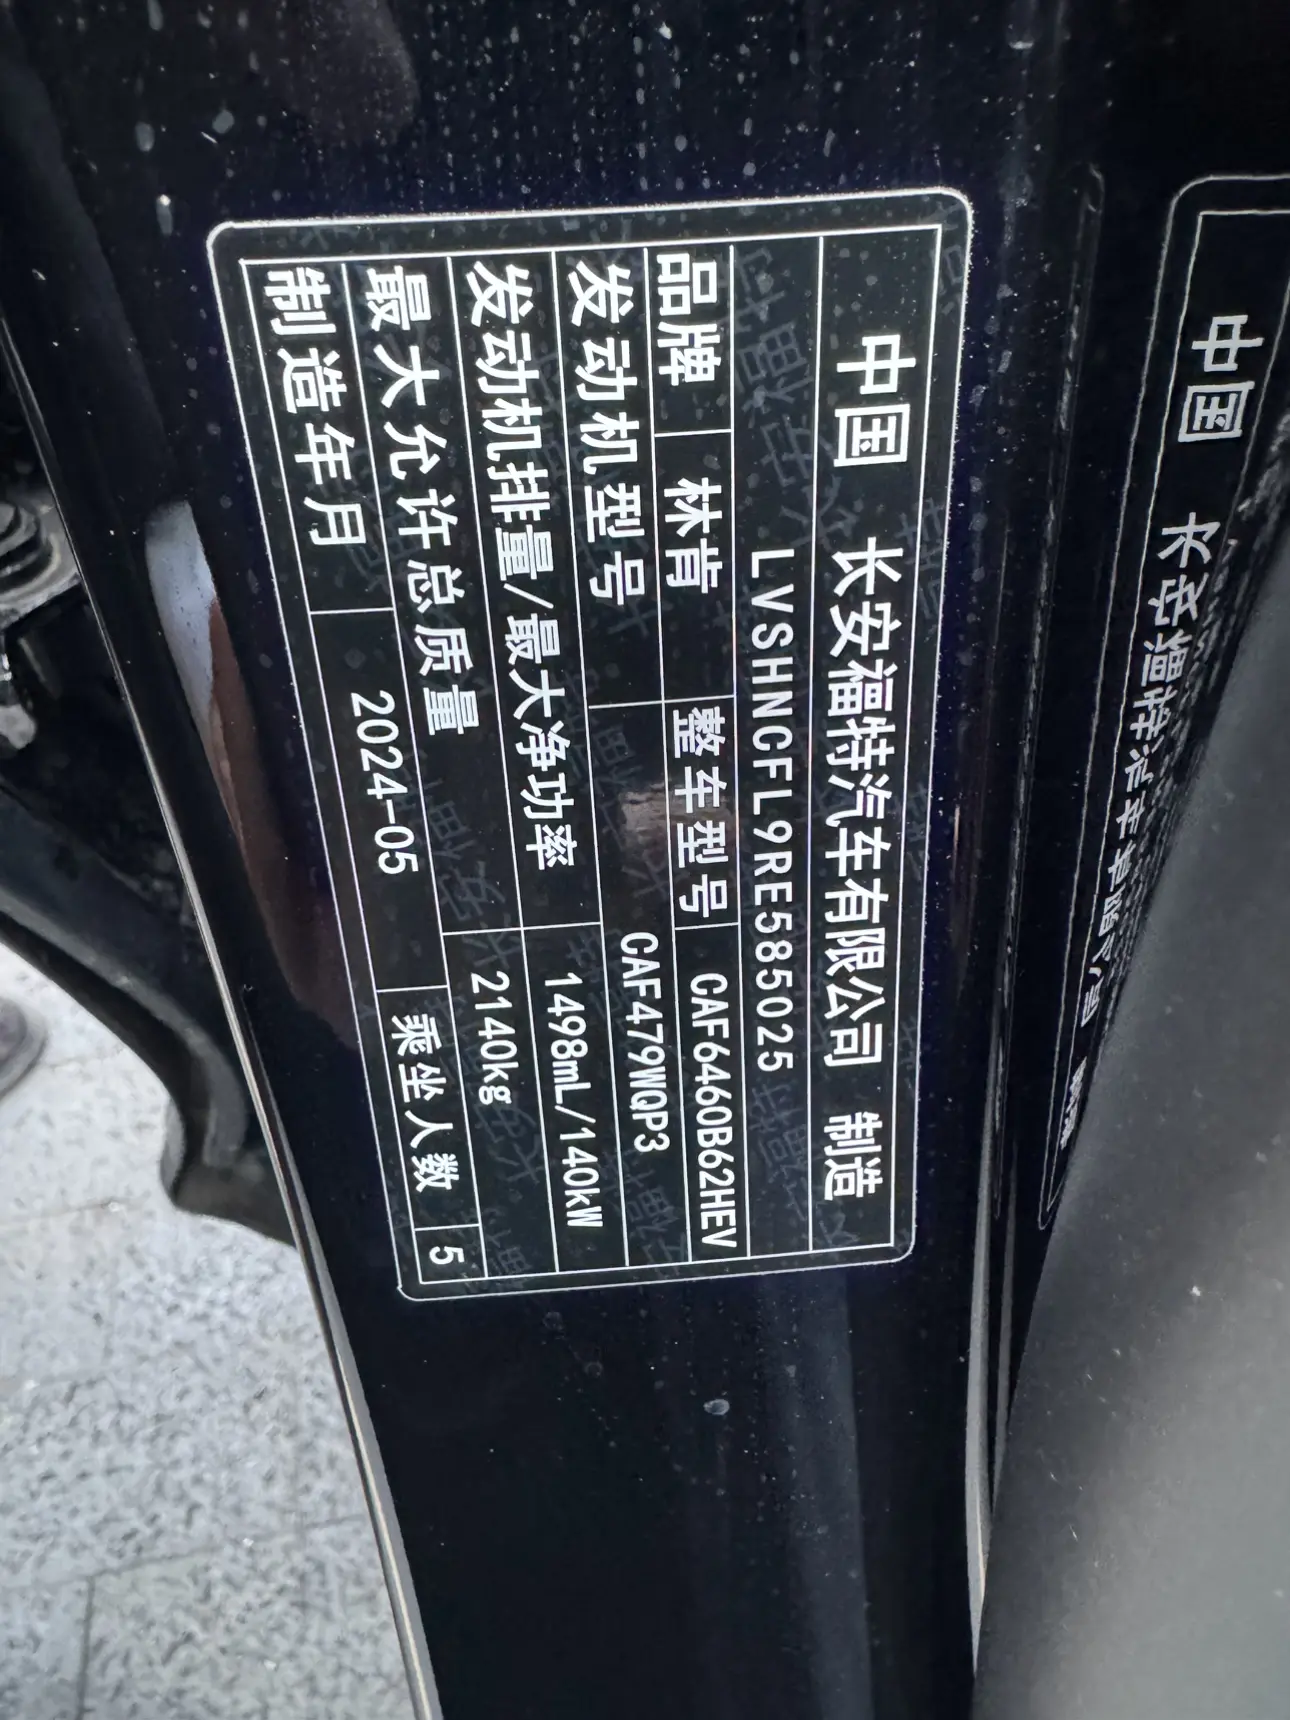 中国 长安福特汽车有限公司 制造
LVSHNCFL9RE585025
品牌 林肯 整车型号 CAF6460B62HEV
发动机型号 CAF479WQP3
发动机排量/最大净功率 1498mL/140kW
最大允许总质量 2140kg
制造年月 2024-05 乘坐人数 5
中国 长安福特汽车有限公司 制造